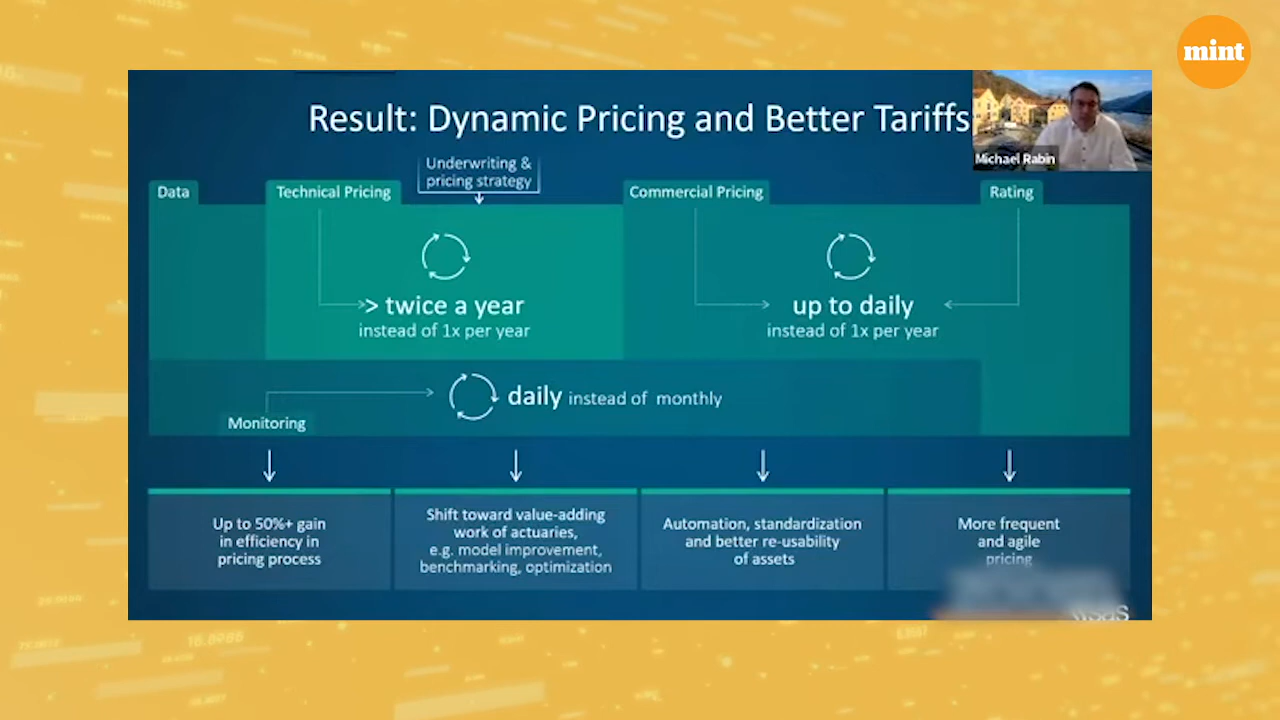 mint
Result: Dynamic Pricing and Better Tariffs
Michael Rabin
Underwriting &
pricing strategy
Data
Technical Pricing
Commercial Pricing
Rating
> twice a year
instead of 1x per year
up to daily
instead of 1x per year
daily instead of monthly
Monitoring
Up to 50%+ gain
in efficiency in
pricing process
Shift toward value-adding
work of actuaries,
e.g. model improvement,
benchmarking, optimization
Automation, standardization
and better re-usability
of assets
More frequent
and agile
pricing